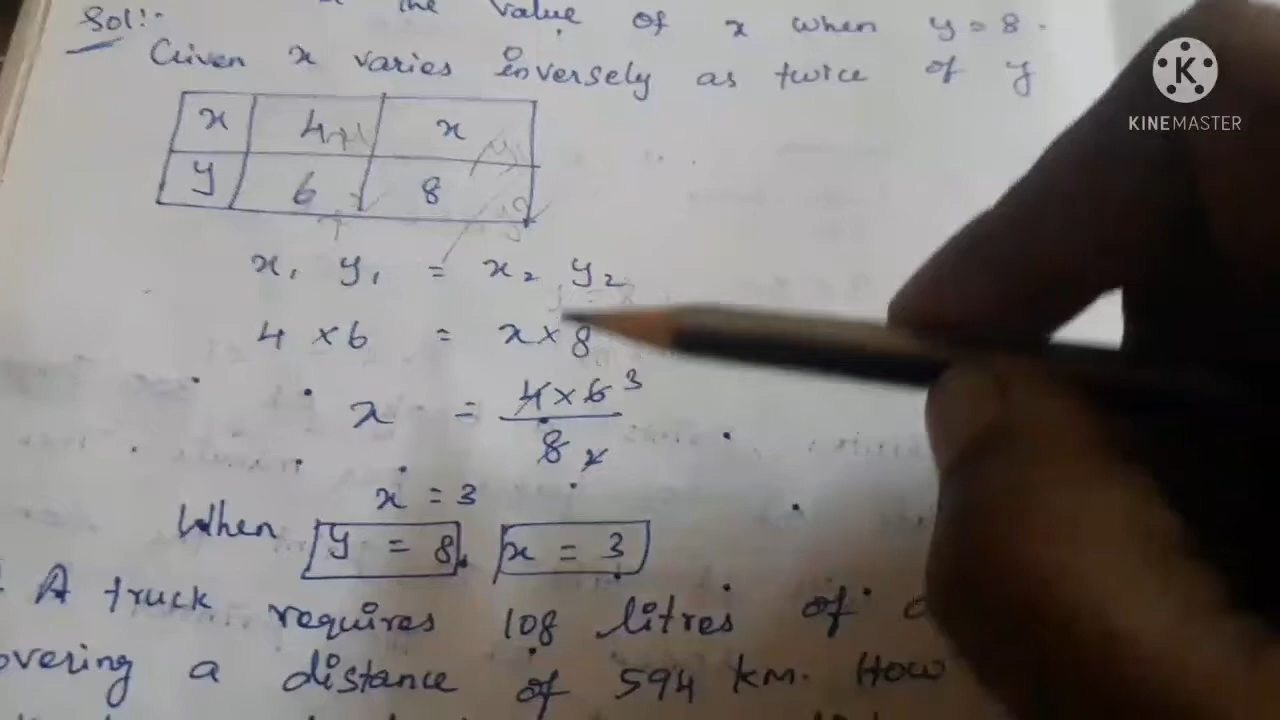 the value of x when y = 8.
Sol:-
Given x varies inversely as twice of y
x 4 x
y 6 8
x₁ y₁ = x₂ y₂
4 × 6 = x × 8
x = 4 × 6 3
8 2
x = 3
When y = 8, x = 3
A truck requires 108 litres of
overing a distance of 594 km. How
K
KINEMASTER